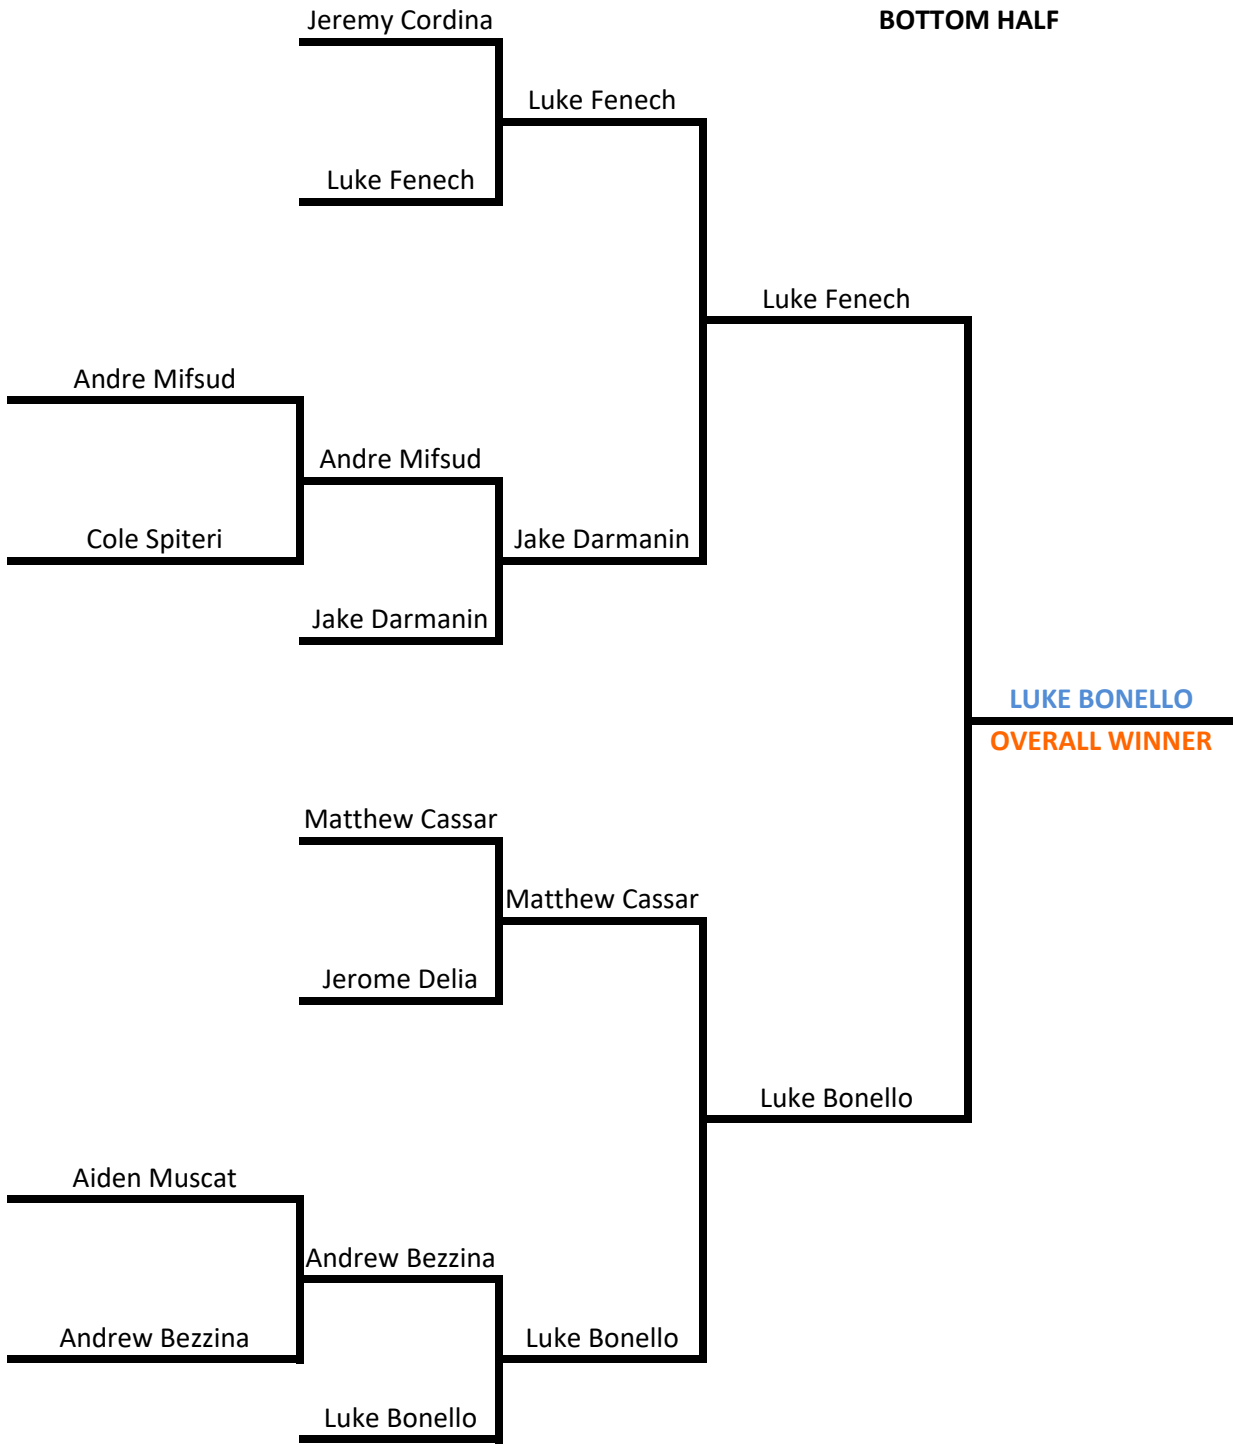 Jeremy Cordina
BOTTOM HALF
Luke Fenech
Luke Fenech
Luke Fenech
Andre Mifsud
Andre Mifsud
Cole Spiteri
Jake Darmanin
Jake Darmanin
LUKE BONELLO
OVERALL WINNER
Matthew Cassar
Matthew Cassar
Jerome Delia
Luke Bonello
Aiden Muscat
Andrew Bezzina
Andrew Bezzina
Luke Bonello
Luke Bonello